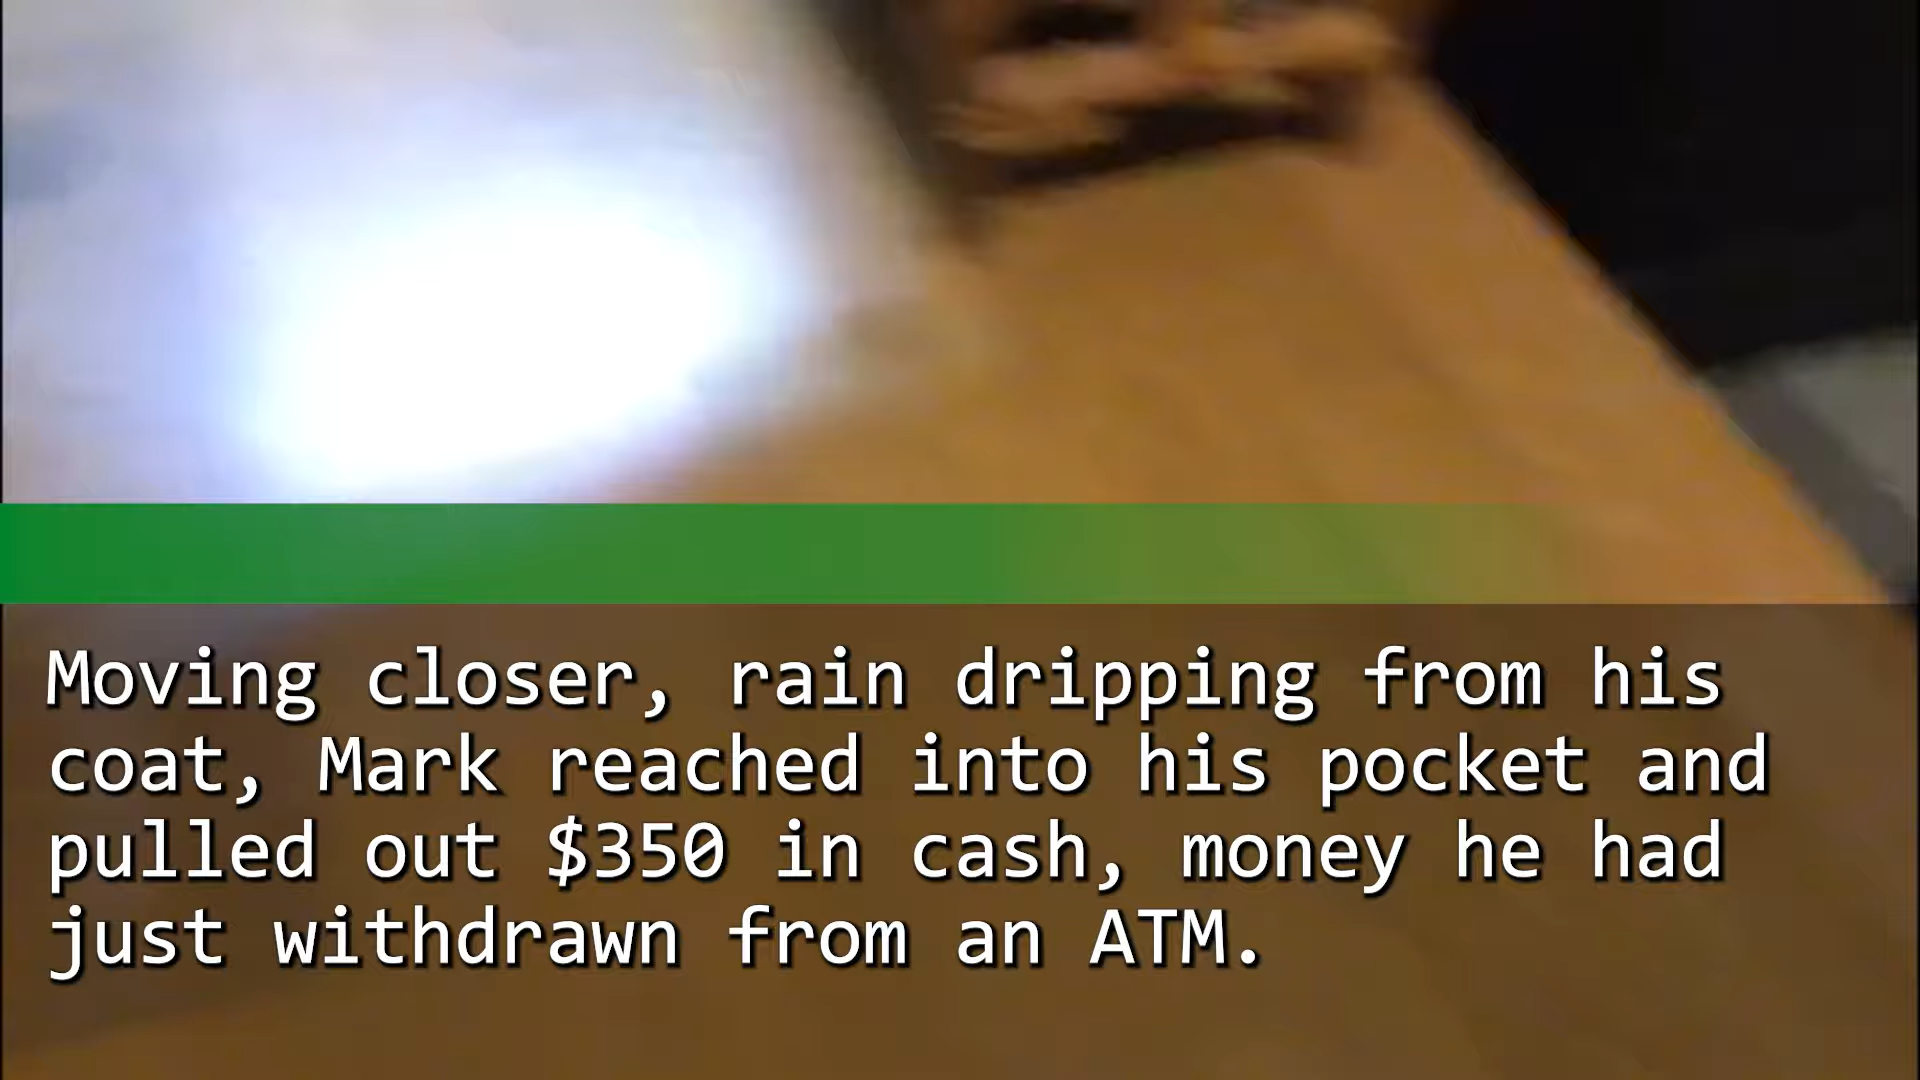 Moving closer, rain dripping from his
coat, Mark reached into his pocket and
pulled out $350 in cash, money he had
just withdrawn from an ATM.